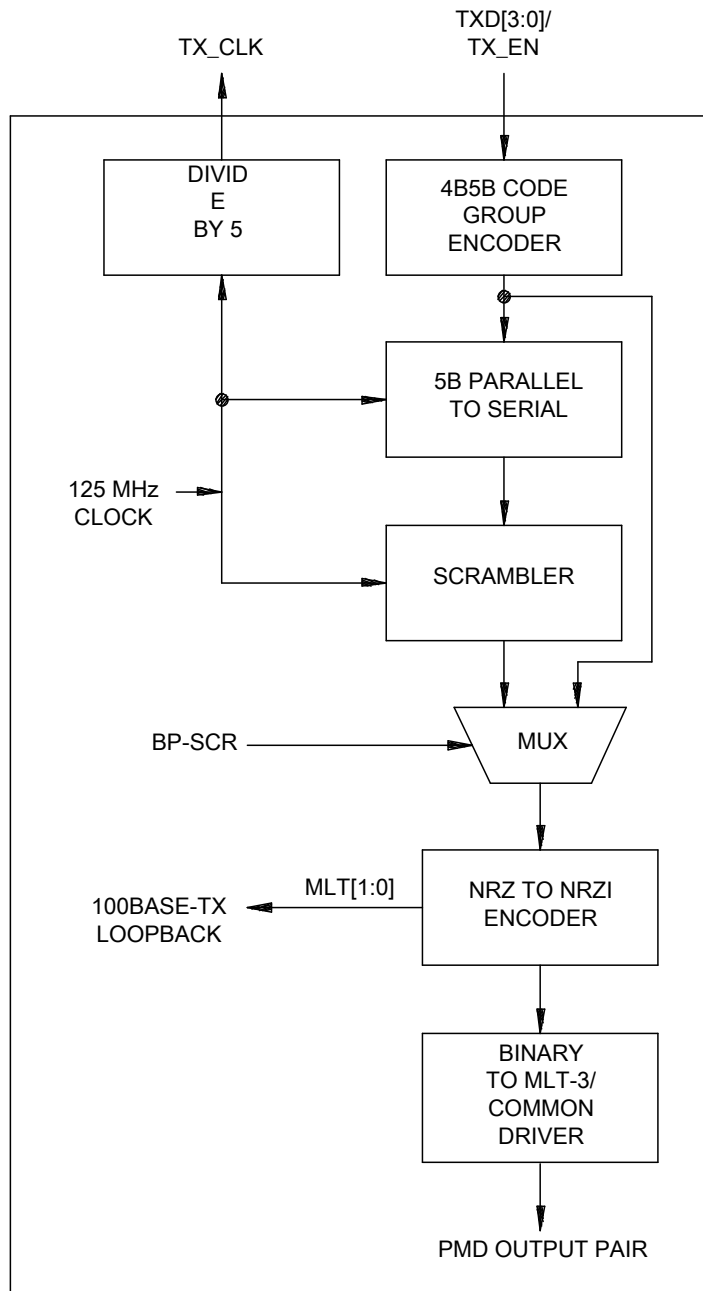 TX_CLK
TXD[3:0]/
TX_EN
DIVID
E
BY 5
4B5B CODE
GROUP
ENCODER
5B PARALLEL
TO SERIAL
125 MHz
CLOCK
SCRAMBLER
BP-SCR
MUX
MLT[1:0]
100BASE-TX
LOOPBACK
NRZ TO NRZI
ENCODER
BINARY
TO MLT-3/
COMMON
DRIVER
PMD OUTPUT PAIR